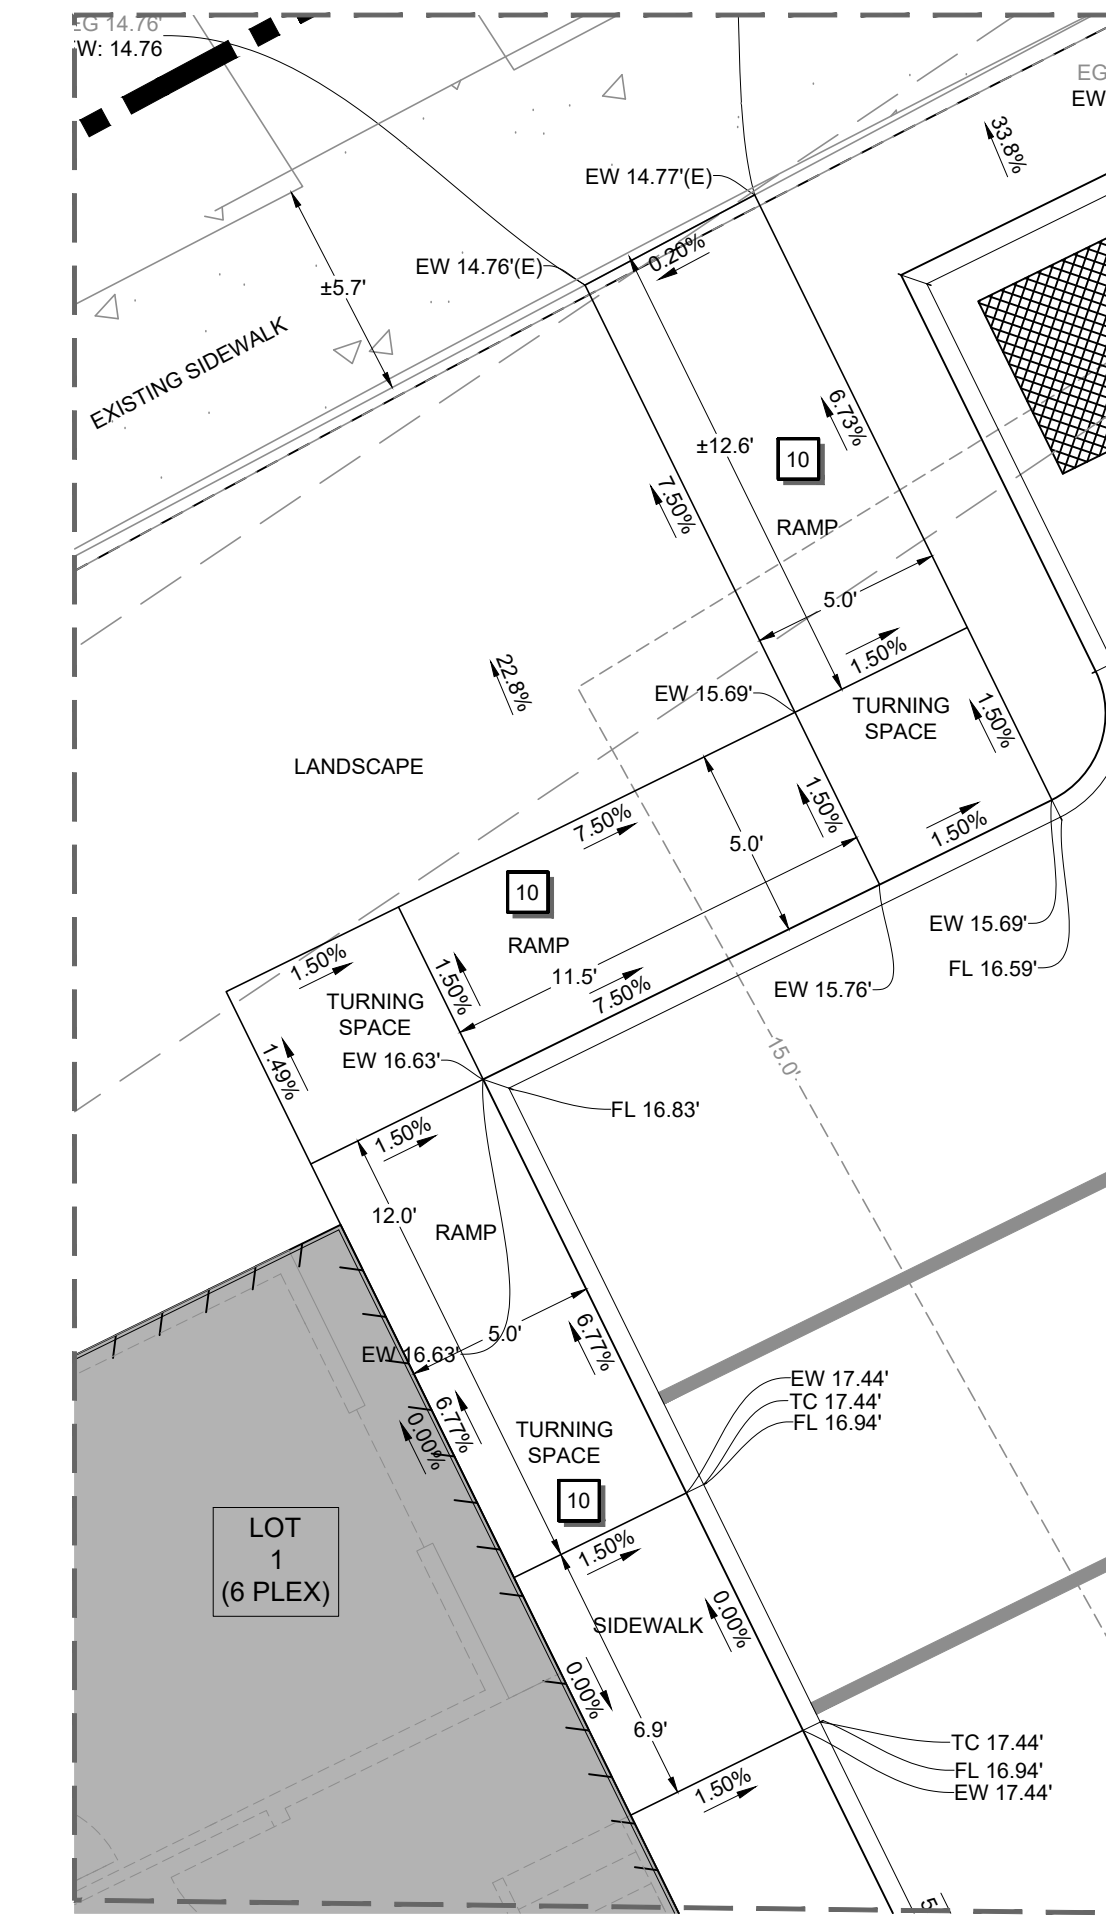 EG 14.76'
W: 14.76
EG
EW
33.8%
EW 14.77'(E)
0.20%
EW 14.76'(E)
±5.7'
EXISTING SIDEWALK
6.73%
±12.6'
10
7.50%
RAMP
5.0'
1.50%
22.8%
EW 15.69'
TURNING
SPACE
1.50%
LANDSCAPE
7.50%
1.50%
1.50%
5.0'
10
EW 15.69'
RAMP
1.50%
1.50%
FL 16.59'
11.5'
7.50%
EW 15.76'
TURNING
SPACE
1.49%
EW 16.63'
15.0'
FL 16.83'
1.50%
12.0'
RAMP
5.0'
6.77%
EW 16.63'
EW 17.44'
TC 17.44'
FL 16.94'
6.77%
0.00%
TURNING
SPACE
10
LOT
1
(6 PLEX)
1.50%
SIDEWALK
0.00%
0.00%
6.9'
TC 17.44'
FL 16.94'
EW 17.44'
1.50%
5